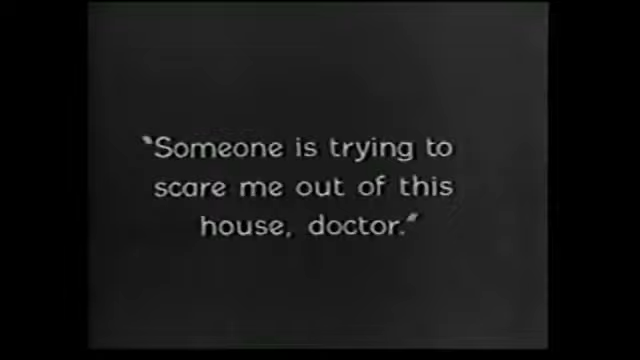 "Someone is trying to
scare me out of this
house, doctor."